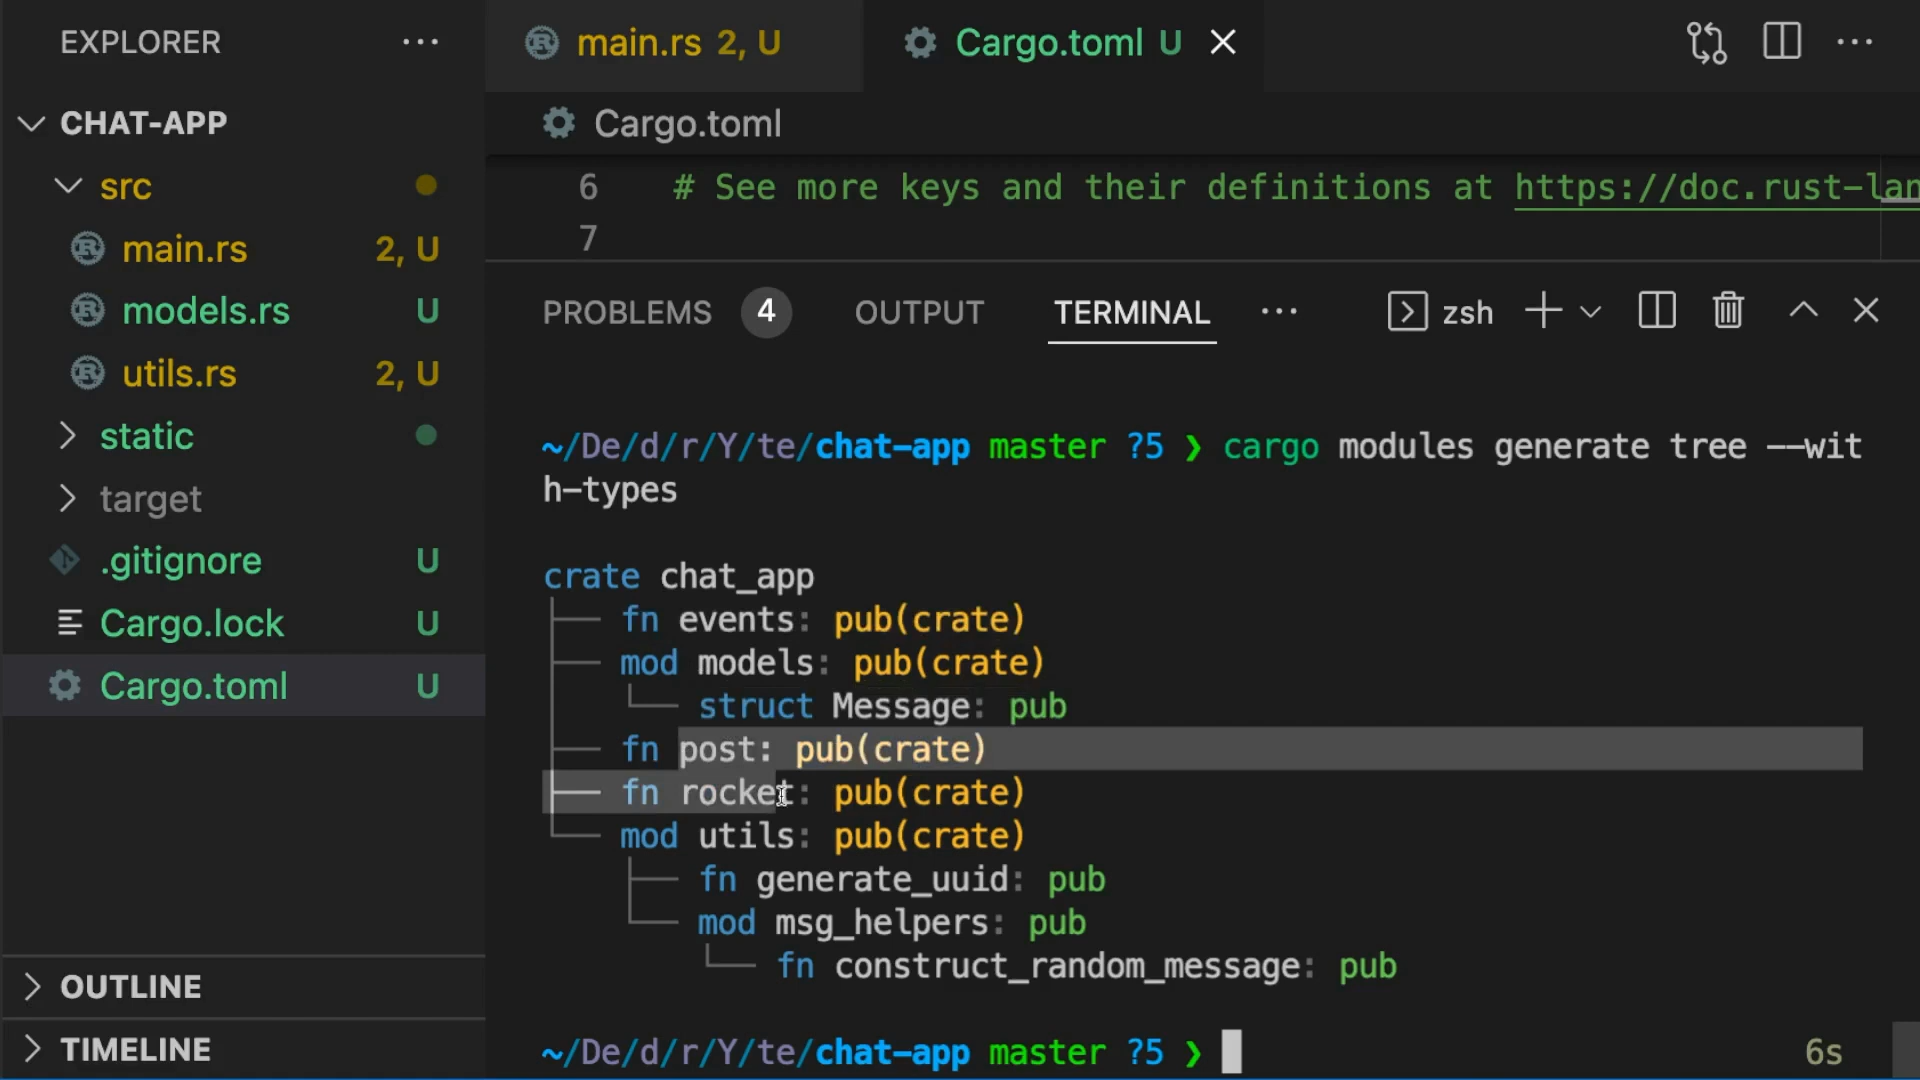 EXPLORER ...
CHAT-APP
src
main.rs 2, U
models.rs U
utils.rs 2, U
static
target
.gitignore U
Cargo.lock U
Cargo.toml U
OUTLINE
TIMELINE
main.rs 2, U Cargo.toml U
Cargo.toml
6 # See more keys and their definitions at https://doc.rust-lan
7
PROBLEMS 4 OUTPUT TERMINAL ... zsh
~/De/d/r/Y/te/chat-app master ?5 ❯ cargo modules generate tree --wit
h-types
crate chat_app
├── fn events: pub(crate)
├── mod models: pub(crate)
│   └── struct Message: pub
├── fn post: pub(crate)
├── fn rocket: pub(crate)
└── mod utils: pub(crate)
    ├── fn generate_uuid: pub
    └── mod msg_helpers: pub
        └── fn construct_random_message: pub
~/De/d/r/Y/te/chat-app master ?5 ❯ 6s